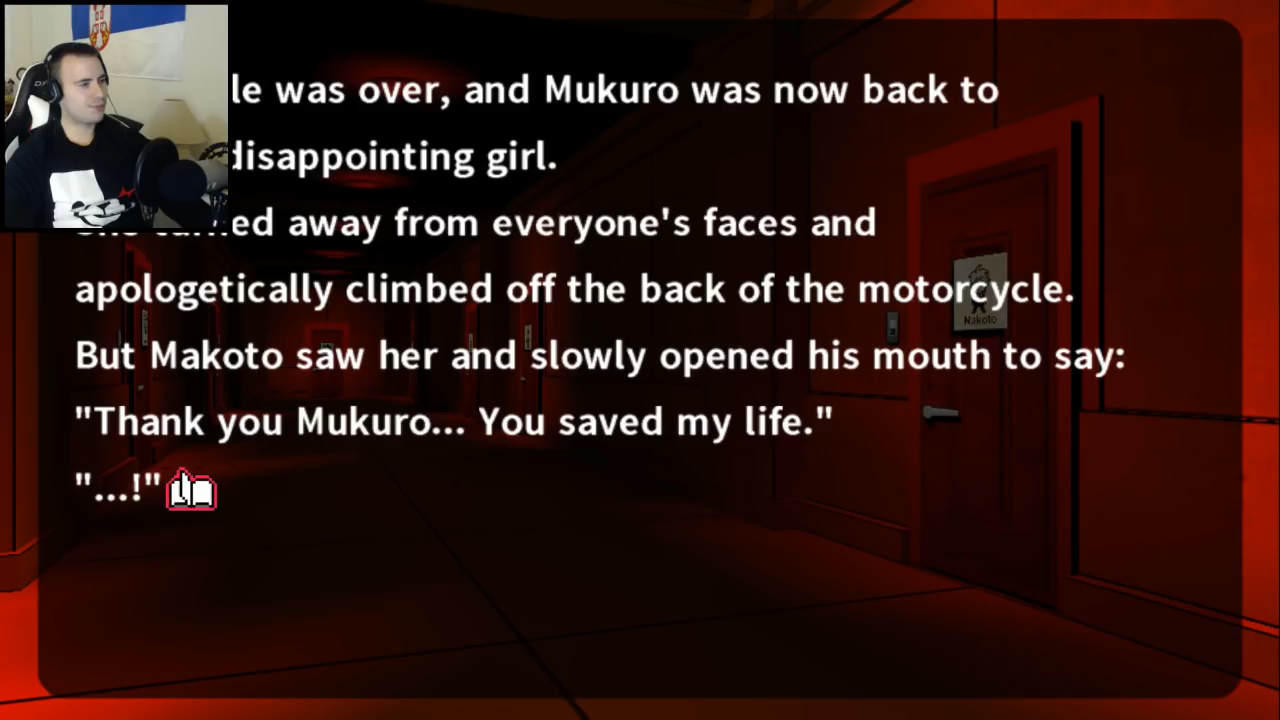 le was over, and Mukuro was now back to
disappointing girl.
away from everyone's faces and
apologetically climbed off the back of the motorcycle.
But Makoto saw her and slowly opened his mouth to say:
"Thank you Mukuro... You saved my life."
"...!"
Nakoto